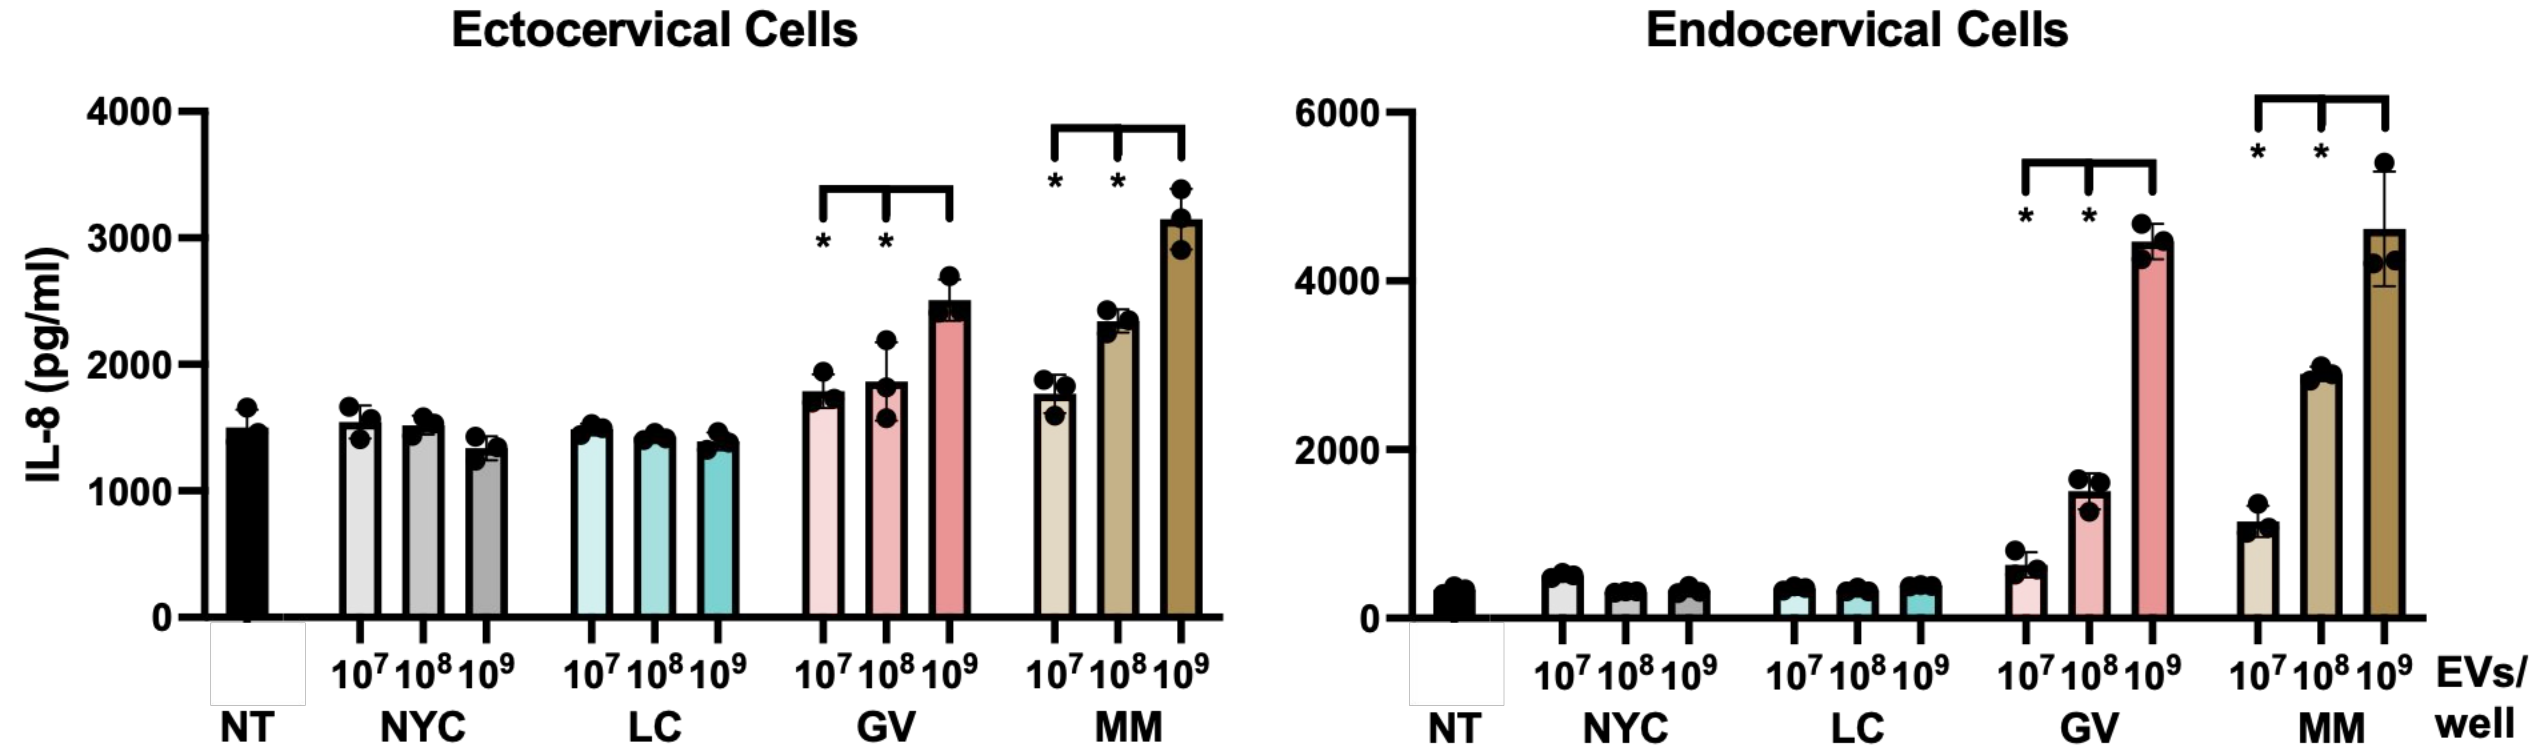 Ectocervical Cells
IL-8 (pg/ml)
4000
3000
2000
1000
0
* * * *
10⁷ 10⁸ 10⁹ 10⁷ 10⁸ 10⁹ 10⁷ 10⁸ 10⁹ 10⁷ 10⁸ 10⁹
NT NYC LC GV MM
Endocervical Cells
6000
4000
2000
0
* * * *
10⁷ 10⁸ 10⁹ 10⁷ 10⁸ 10⁹ 10⁷ 10⁸ 10⁹ 10⁷ 10⁸ 10⁹
NT NYC LC GV MM
EVs/
well